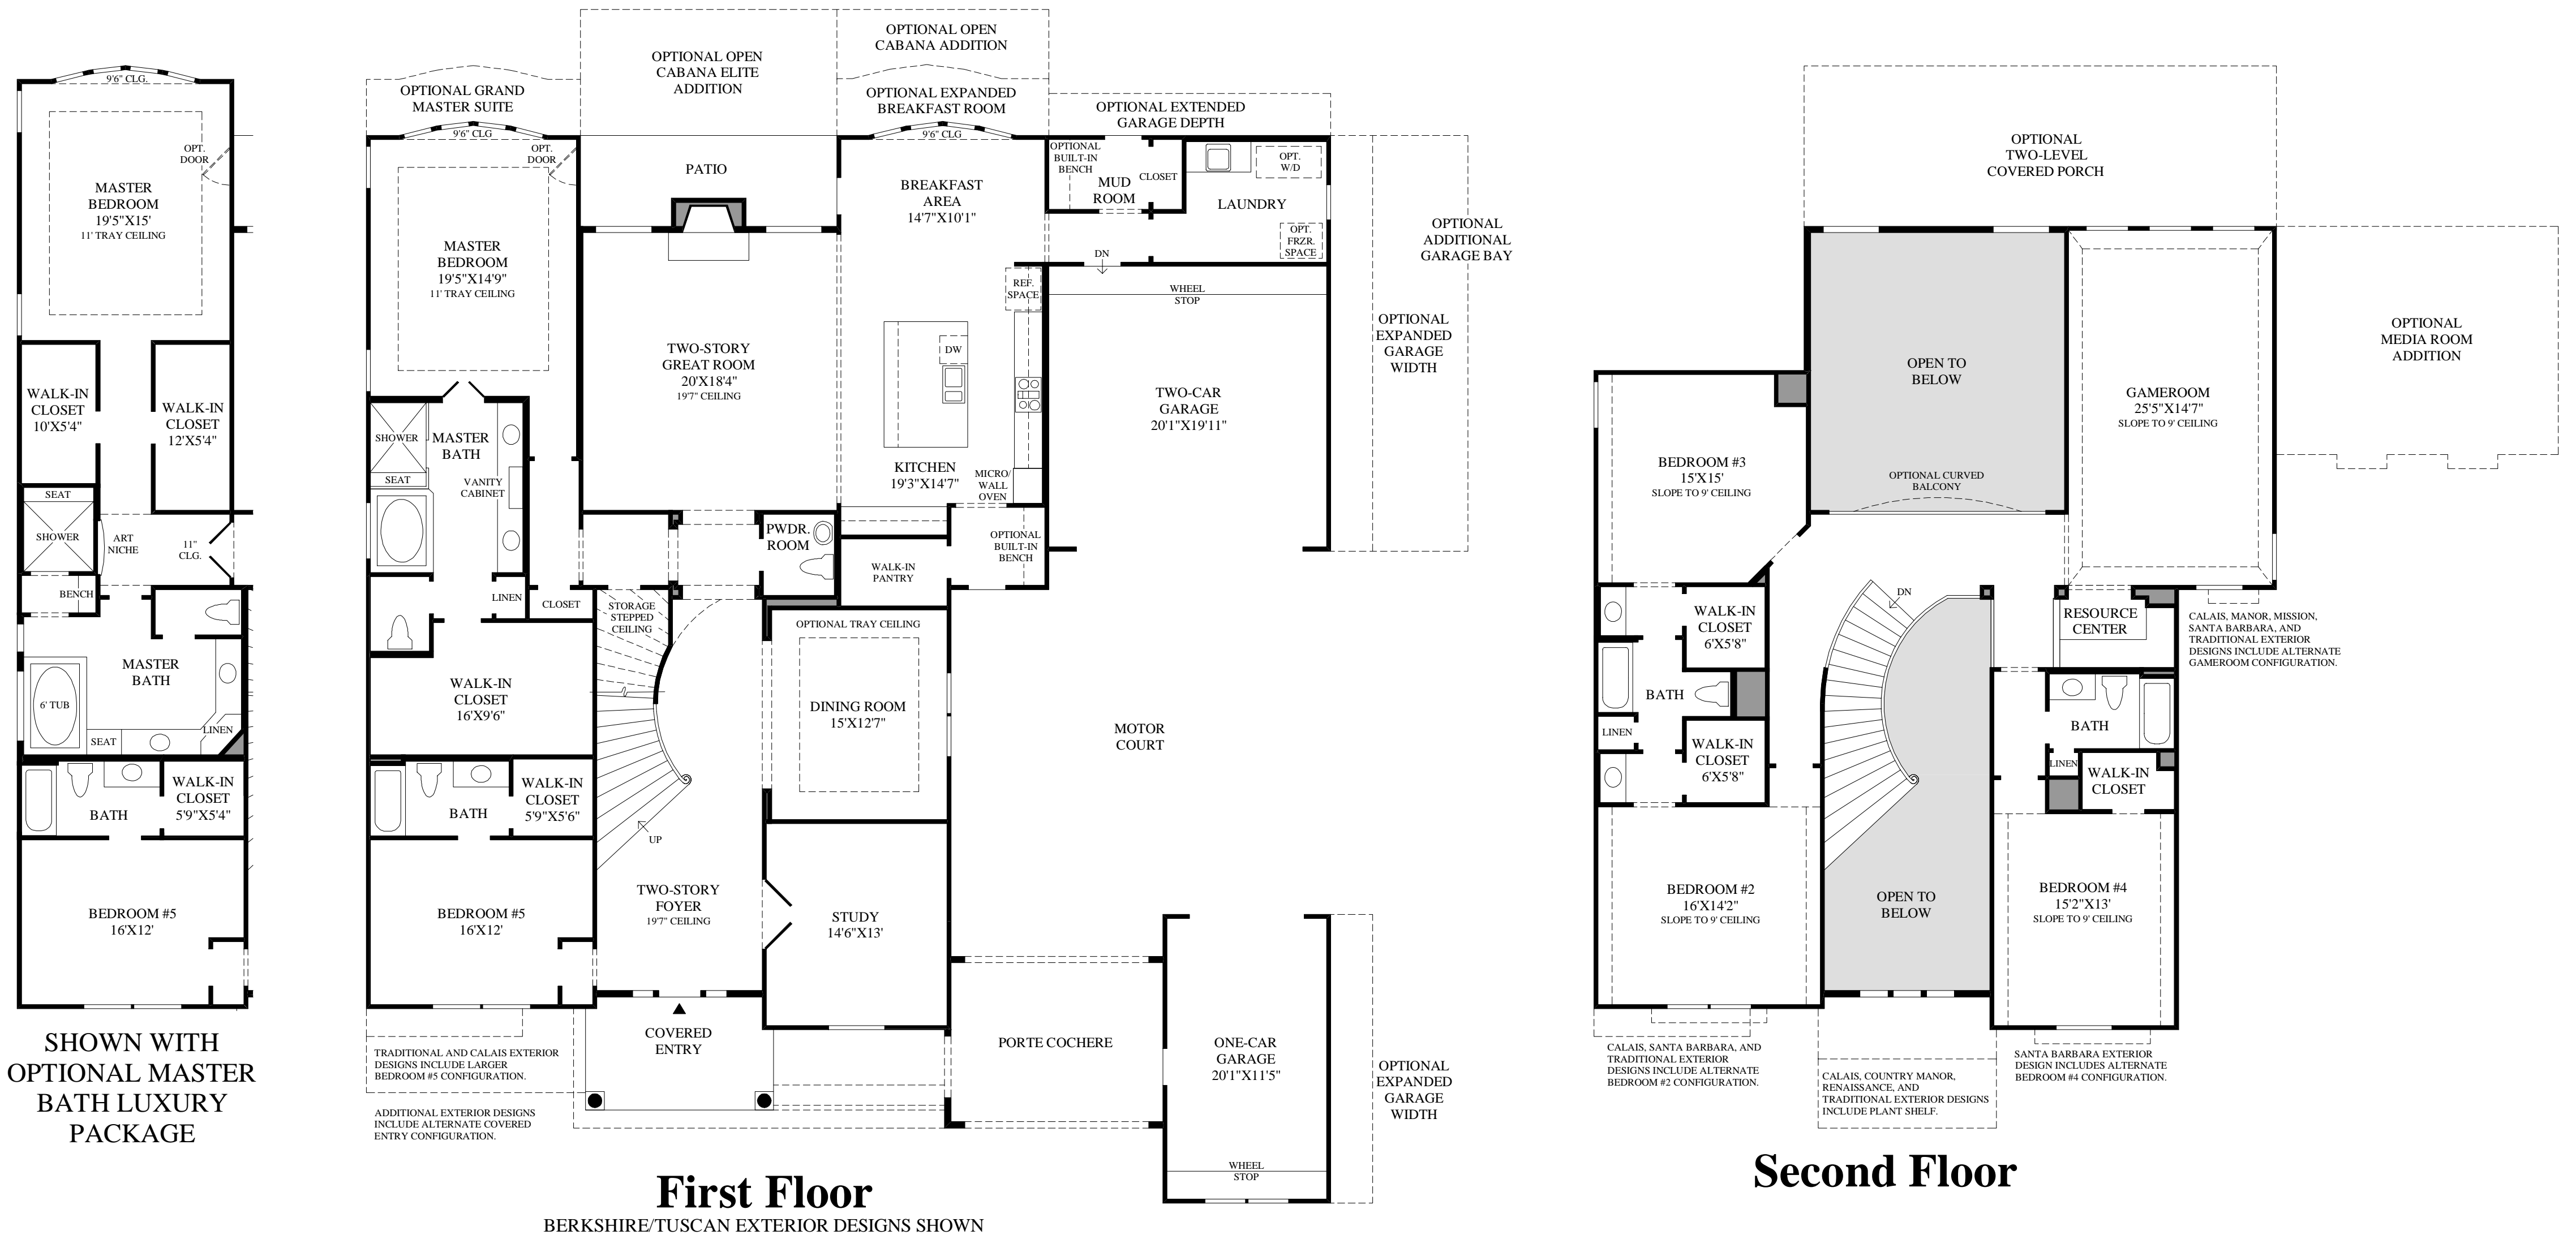 9'6" CLG.
OPT.
DOOR
MASTER
BEDROOM
19'5"X15'
11' TRAY CEILING
WALK-IN
CLOSET
10'X5'4"
WALK-IN
CLOSET
12'X5'4"
SEAT
SHOWER
ART
NICHE
11"
CLG.
BENCH
MASTER
BATH
6' TUB
SEAT
LINEN
BATH
WALK-IN
CLOSET
5'9"X5'4"
BEDROOM #5
16'X12'
SHOWN WITH
OPTIONAL MASTER
BATH LUXURY
PACKAGE
OPTIONAL GRAND
MASTER SUITE
9'6" CLG
OPT.
DOOR
MASTER
BEDROOM
19'5"X14'9"
11' TRAY CEILING
SHOWER
SEAT
MASTER
BATH
VANITY
CABINET
LINEN
CLOSET
WALK-IN
CLOSET
16'X9'6"
BATH
WALK-IN
CLOSET
5'9"X5'6"
BEDROOM #5
16'X12'
TRADITIONAL AND CALAIS EXTERIOR
DESIGNS INCLUDE LARGER
BEDROOM #5 CONFIGURATION.
ADDITIONAL EXTERIOR DESIGNS
INCLUDE ALTERNATE COVERED
ENTRY CONFIGURATION.
OPTIONAL OPEN
CABANA ELITE
ADDITION
PATIO
TWO-STORY
GREAT ROOM
20'X18'4"
19'7" CEILING
STORAGE
STEPPED
CEILING
PWDR.
ROOM
UP
TWO-STORY
FOYER
19'7" CEILING
COVERED
ENTRY
OPTIONAL OPEN
CABANA ADDITION
OPTIONAL EXPANDED
BREAKFAST ROOM
9'6" CLG
BREAKFAST
AREA
14'7"X10'1"
REF.
SPACE
DW
KITCHEN
19'3"X14'7"
MICRO/
WALL
OVEN
OPTIONAL
BUILT-IN
BENCH
WALK-IN
PANTRY
OPTIONAL TRAY CEILING
DINING ROOM
15'X12'7"
STUDY
14'6"X13'
OPTIONAL EXTENDED
GARAGE DEPTH
OPTIONAL
BUILT-IN
BENCH
MUD
ROOM
CLOSET
OPT.
W/D
LAUNDRY
OPT.
FRZR.
SPACE
DN
WHEEL
STOP
TWO-CAR
GARAGE
20'1"X19'11"
OPTIONAL
ADDITIONAL
GARAGE BAY
OPTIONAL
EXPANDED
GARAGE
WIDTH
MOTOR
COURT
PORTE COCHERE
ONE-CAR
GARAGE
20'1"X11'5"
WHEEL
STOP
OPTIONAL
EXPANDED
GARAGE
WIDTH
First Floor
BERKSHIRE/TUSCAN EXTERIOR DESIGNS SHOWN
OPTIONAL
TWO-LEVEL
COVERED PORCH
OPEN TO
BELOW
OPTIONAL CURVED
BALCONY
GAMEROOM
25'5"X14'7"
SLOPE TO 9' CEILING
OPTIONAL
MEDIA ROOM
ADDITION
BEDROOM #3
15'X15'
SLOPE TO 9' CEILING
WALK-IN
CLOSET
6'X5'8"
BATH
LINEN
WALK-IN
CLOSET
6'X5'8"
DN
RESOURCE
CENTER
CALAIS, MANOR, MISSION,
SANTA BARBARA, AND
TRADITIONAL EXTERIOR
DESIGNS INCLUDE ALTERNATE
GAMEROOM CONFIGURATION.
BATH
LINEN
WALK-IN
CLOSET
BEDROOM #2
16'X14'2"
SLOPE TO 9' CEILING
OPEN TO
BELOW
BEDROOM #4
15'2"X13'
SLOPE TO 9' CEILING
CALAIS, SANTA BARBARA, AND
TRADITIONAL EXTERIOR
DESIGNS INCLUDE ALTERNATE
BEDROOM #2 CONFIGURATION.
CALAIS, COUNTRY MANOR,
RENAISSANCE, AND
TRADITIONAL EXTERIOR DESIGNS
INCLUDE PLANT SHELF.
SANTA BARBARA EXTERIOR
DESIGN INCLUDES ALTERNATE
BEDROOM #4 CONFIGURATION.
Second Floor